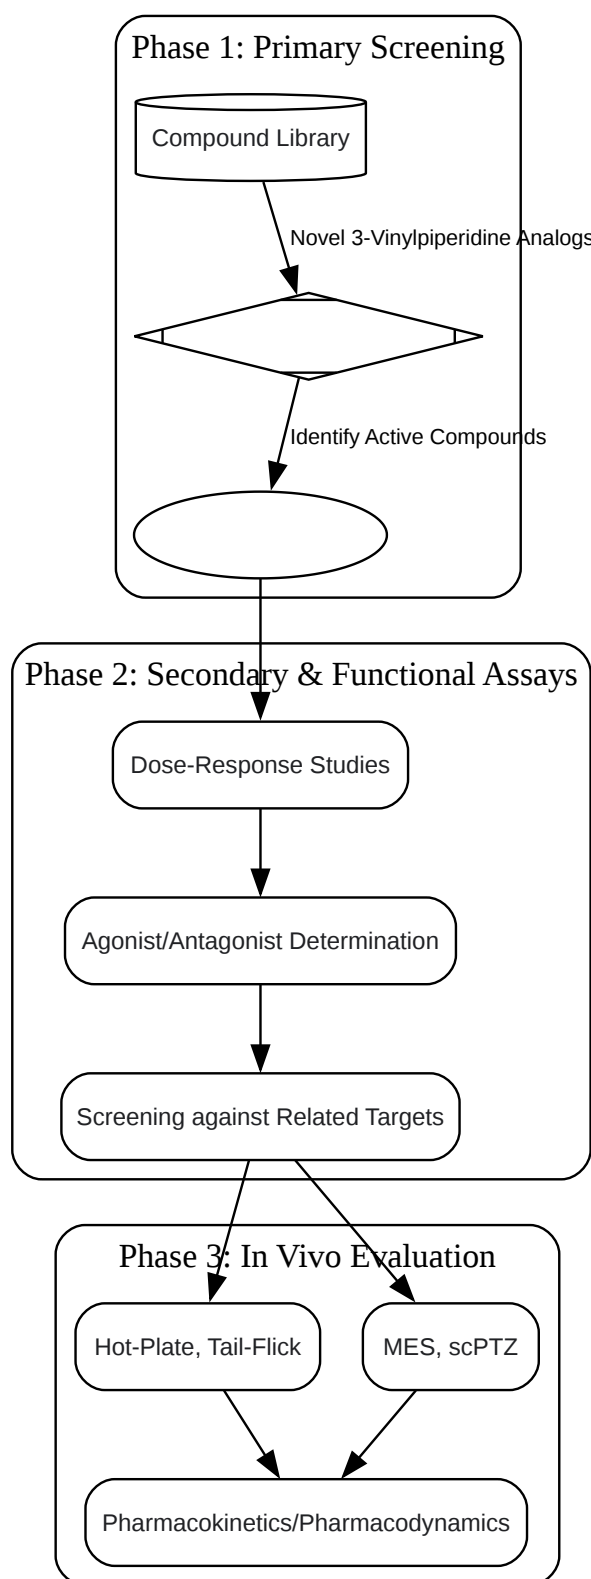 Phase 1: Primary Screening
Compound Library
Novel 3-Vinylpiperidine Analogs
Identify Active Compounds
Phase 2: Secondary & Functional Assays
Dose-Response Studies
Agonist/Antagonist Determination
Screening against Related Targets
Phase 3: In Vivo Evaluation
Hot-Plate, Tail-Flick
MES, scPTZ
Pharmacokinetics/Pharmacodynamics